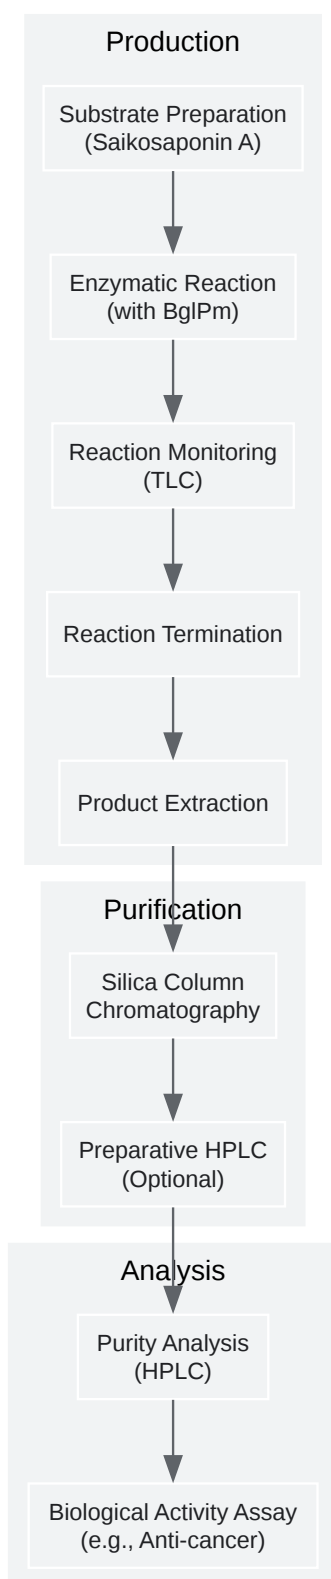 Production
Substrate Preparation
(Saikosaponin A)
Enzymatic Reaction
(with BglPm)
Reaction Monitoring
(TLC)
Reaction Termination
Product Extraction
Purification
Silica Column
Chromatography
Preparative HPLC
(Optional)
Analysis
Purity Analysis
(HPLC)
Biological Activity Assay
(e.g., Anti-cancer)